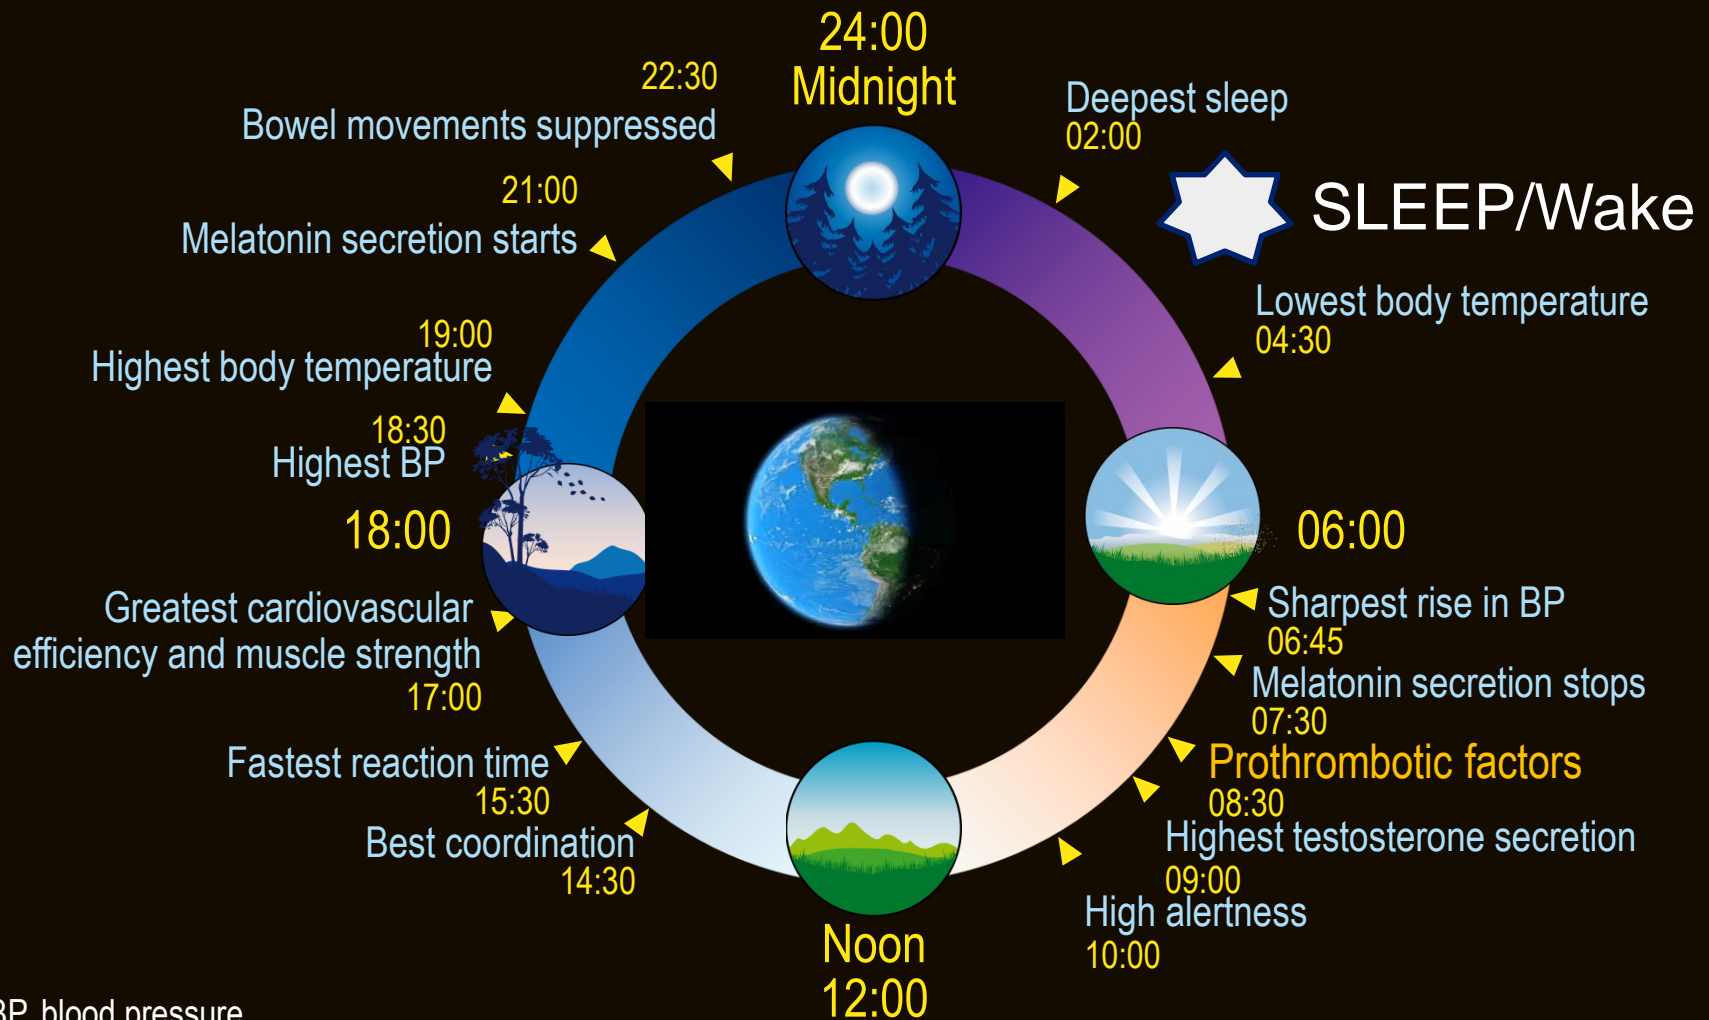 24:00
Midnight
Deepest sleep
02:00
SLEEP/Wake
Lowest body temperature
04:30
06:00
Sharpest rise in BP
06:45
Melatonin secretion stops
07:30
Prothrombotic factors
08:30
Highest testosterone secretion
09:00
High alertness
10:00
Noon
12:00
14:30
Best coordination
15:30
Fastest reaction time
Greatest cardiovascular
efficiency and muscle strength
17:00
18:00
18:30
Highest BP
19:00
Highest body temperature
21:00
Melatonin secretion starts
22:30
Bowel movements suppressed
BP, blood pressure